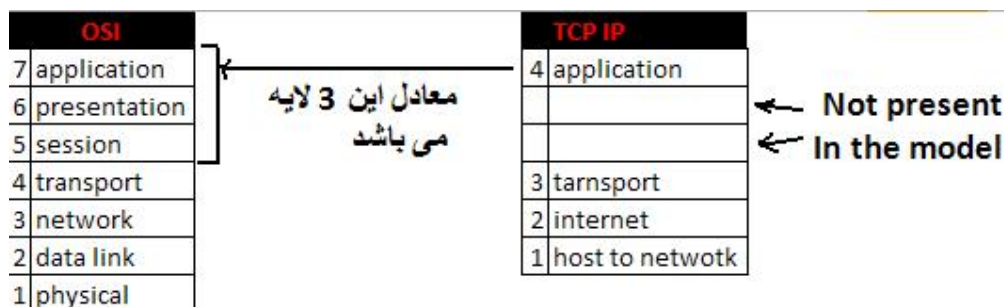 OSI
7 application
6 presentation
5 session
4 transport
3 network
2 data link
1 physical
معادل این 3 لایه
می باشد
TCP IP
4 application
3 tarnsport
2 internet
1 host to netwotk
Not present
In the model